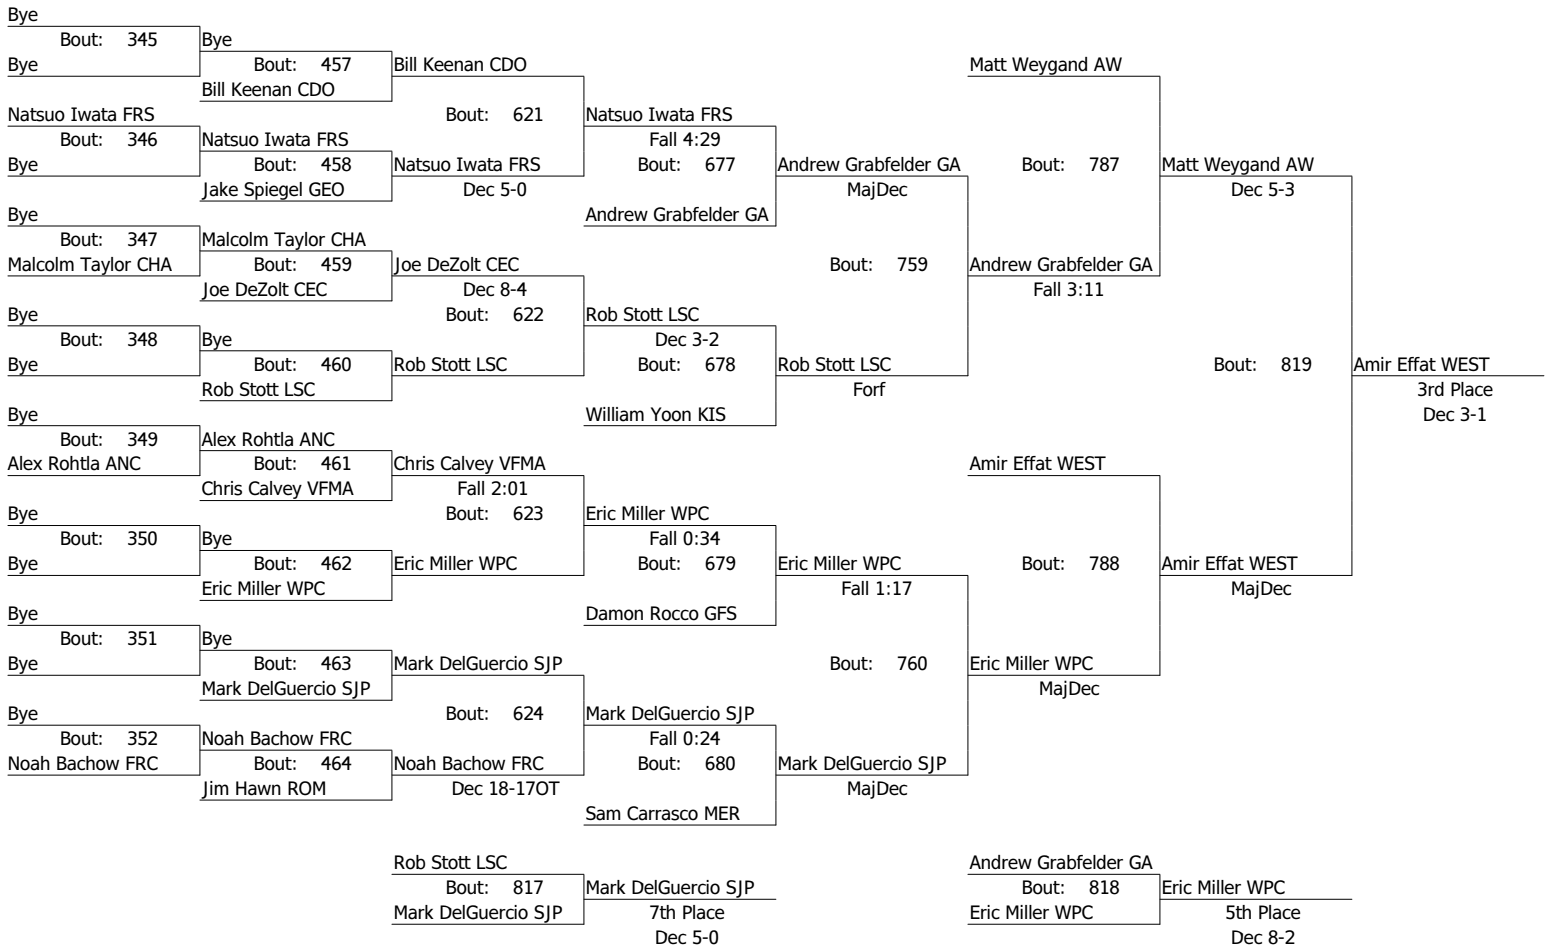 Bye
Bout: 345 Bye
Bye Bout: 457 Bill Keenan CDO Matt Weygand AW
Bill Keenan CDO
Natsuo Iwata FRS Bout: 621 Natsuo Iwata FRS
Bout: 346 Natsuo Iwata FRS Fall 4:29
Bye Bout: 458 Natsuo Iwata FRS Bout: 677 Andrew Grabfelder GA Bout: 787 Matt Weygand AW
Jake Spiegel GEO Dec 5-0 MajDec Dec 5-3
Bye Andrew Grabfelder GA
Bout: 347 Malcolm Taylor CHA
Malcolm Taylor CHA Bout: 459 Joe DeZolt CEC Bout: 759 Andrew Grabfelder GA
Joe DeZolt CEC Dec 8-4 Fall 3:11
Bye Bout: 622 Rob Stott LSC
Bout: 348 Bye Dec 3-2
Bye Bout: 460 Rob Stott LSC Bout: 678 Rob Stott LSC Bout: 819 Amir Effat WEST
Rob Stott LSC Forf 3rd Place
Bye William Yoon KIS Dec 3-1
Bout: 349 Alex Rohtla ANC
Alex Rohtla ANC Bout: 461 Chris Calvey VFMA Amir Effat WEST
Chris Calvey VFMA Fall 2:01
Bye Bout: 623 Eric Miller WPC
Bout: 350 Bye Fall 0:34
Bye Bout: 462 Eric Miller WPC Bout: 679 Eric Miller WPC Bout: 788 Amir Effat WEST
Eric Miller WPC Fall 1:17 MajDec
Bye Damon Rocco GFS
Bout: 351 Bye
Bye Bout: 463 Mark DelGuercio SJP Bout: 760 Eric Miller WPC
Mark DelGuercio SJP MajDec
Bye Bout: 624 Mark DelGuercio SJP
Bout: 352 Noah Bachow FRC Fall 0:24
Noah Bachow FRC Bout: 464 Noah Bachow FRC Bout: 680 Mark DelGuercio SJP
Jim Hawn ROM Dec 18-17OT MajDec
Sam Carrasco MER
Rob Stott LSC Andrew Grabfelder GA
Bout: 817 Mark DelGuercio SJP Bout: 818 Eric Miller WPC
Mark DelGuercio SJP 7th Place Eric Miller WPC 5th Place
Dec 5-0 Dec 8-2